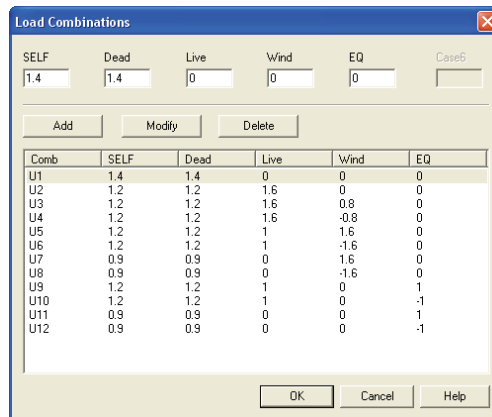 Load Combinations
SELF Dead Live Wind EQ Case6
1.4 1.4 0 0 0
Add Modify Delete
Comb SELF Dead Live Wind EQ
U1 1.4 1.4 0 0 0
U2 1.2 1.2 1.6 0 0
U3 1.2 1.2 1.6 0.8 0
U4 1.2 1.2 1.6 -0.8 0
U5 1.2 1.2 1 1.6 0
U6 1.2 1.2 1 -1.6 0
U7 0.9 0.9 0 1.6 0
U8 0.9 0.9 0 -1.6 0
U9 1.2 1.2 1 0 1
U10 1.2 1.2 1 0 -1
U11 0.9 0.9 0 0 1
U12 0.9 0.9 0 0 -1
OK Cancel Help